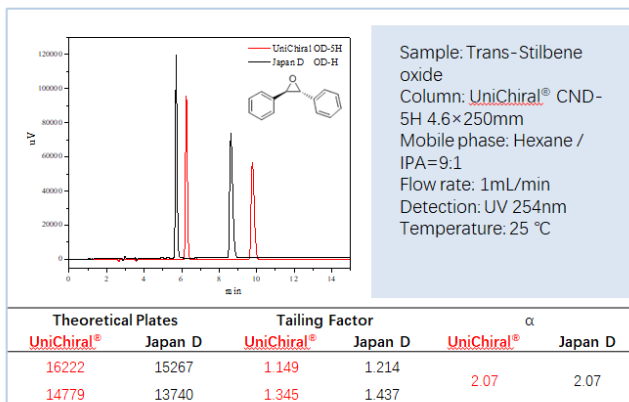 UniChiral OD-5H
Japan D OD-H
O
120000
100000
80000
60000
40000
20000
0
uV
0 2 4 6 8 10 12 14
min
Sample: Trans-Stilbene
oxide
Column: UniChiral® CND-
5H 4.6×250mm
Mobile phase: Hexane /
IPA=9:1
Flow rate: 1mL/min
Detection: UV 254nm
Temperature: 25 ℃
Theoretical Plates Tailing Factor α
UniChiral® Japan D UniChiral® Japan D UniChiral® Japan D
16222 15267 1.149 1.214
2.07 2.07
14779 13740 1.345 1.437